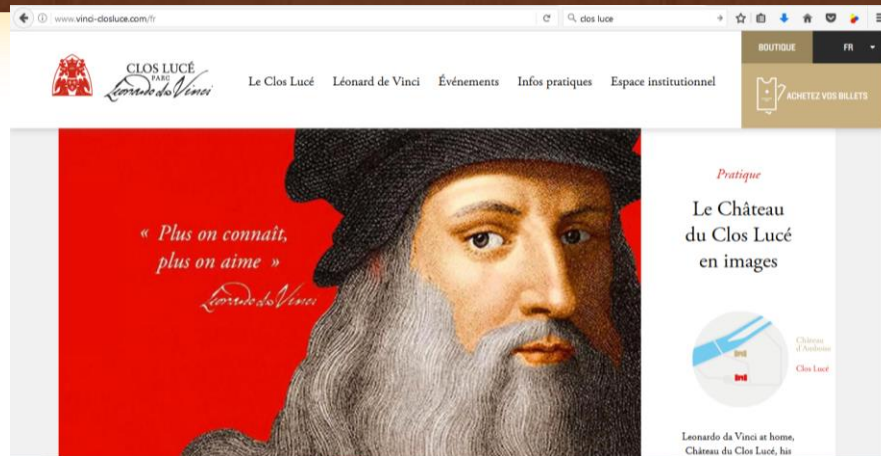 www.vinci-closluce.com/fr
clos luce
BOUTIQUE
FR
CLOS LUCÉ
PARC
Leonardo da Vinci
Le Clos Lucé
Léonard de Vinci
Événements
Infos pratiques
Espace institutionnel
ACHETEZ VOS BILLETS
« Plus on connaît,
plus on aime »
Leonardo da Vinci
Pratique
Le Château
du Clos Lucé
en images
Château
d'Amboise
Clos Lucé
Leonardo da Vinci at home,
Château du Clos Lucé, his